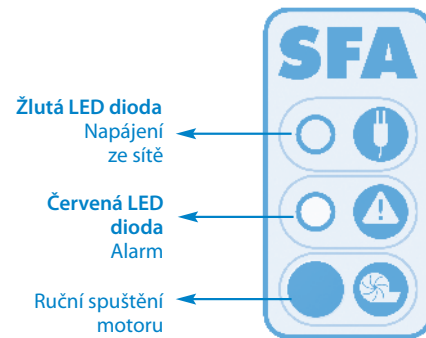 SFA
Žlutá LED dioda
Napájení
ze sítě
Červená LED
dioda
Alarm
Ruční spuštění
motoru